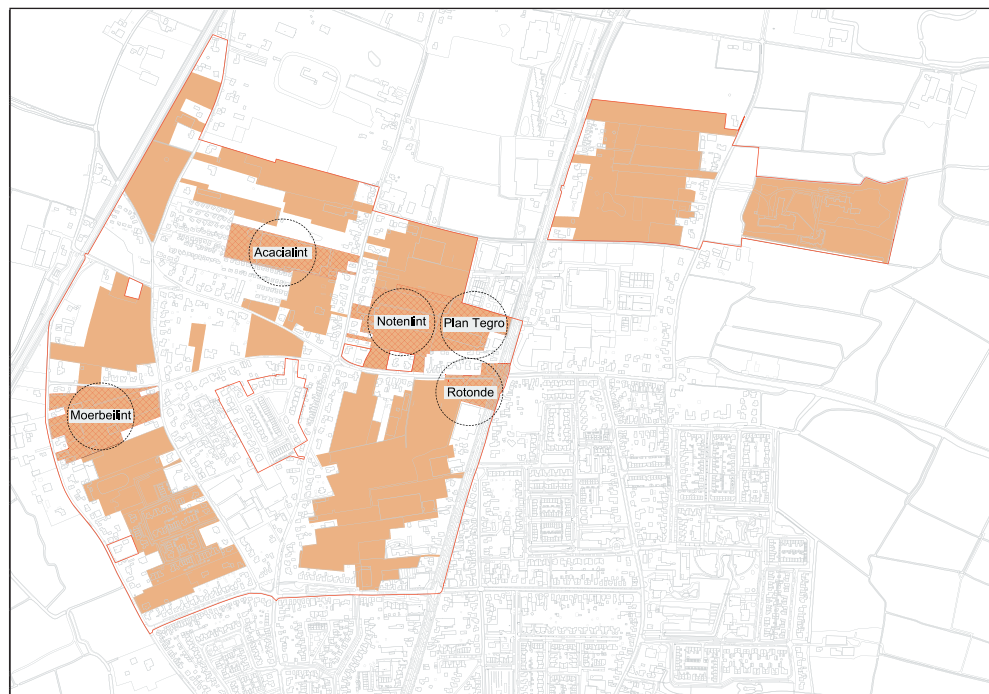 Acacialint
Notenlint
Plan Tegro
Rotonde
Moerbeilint